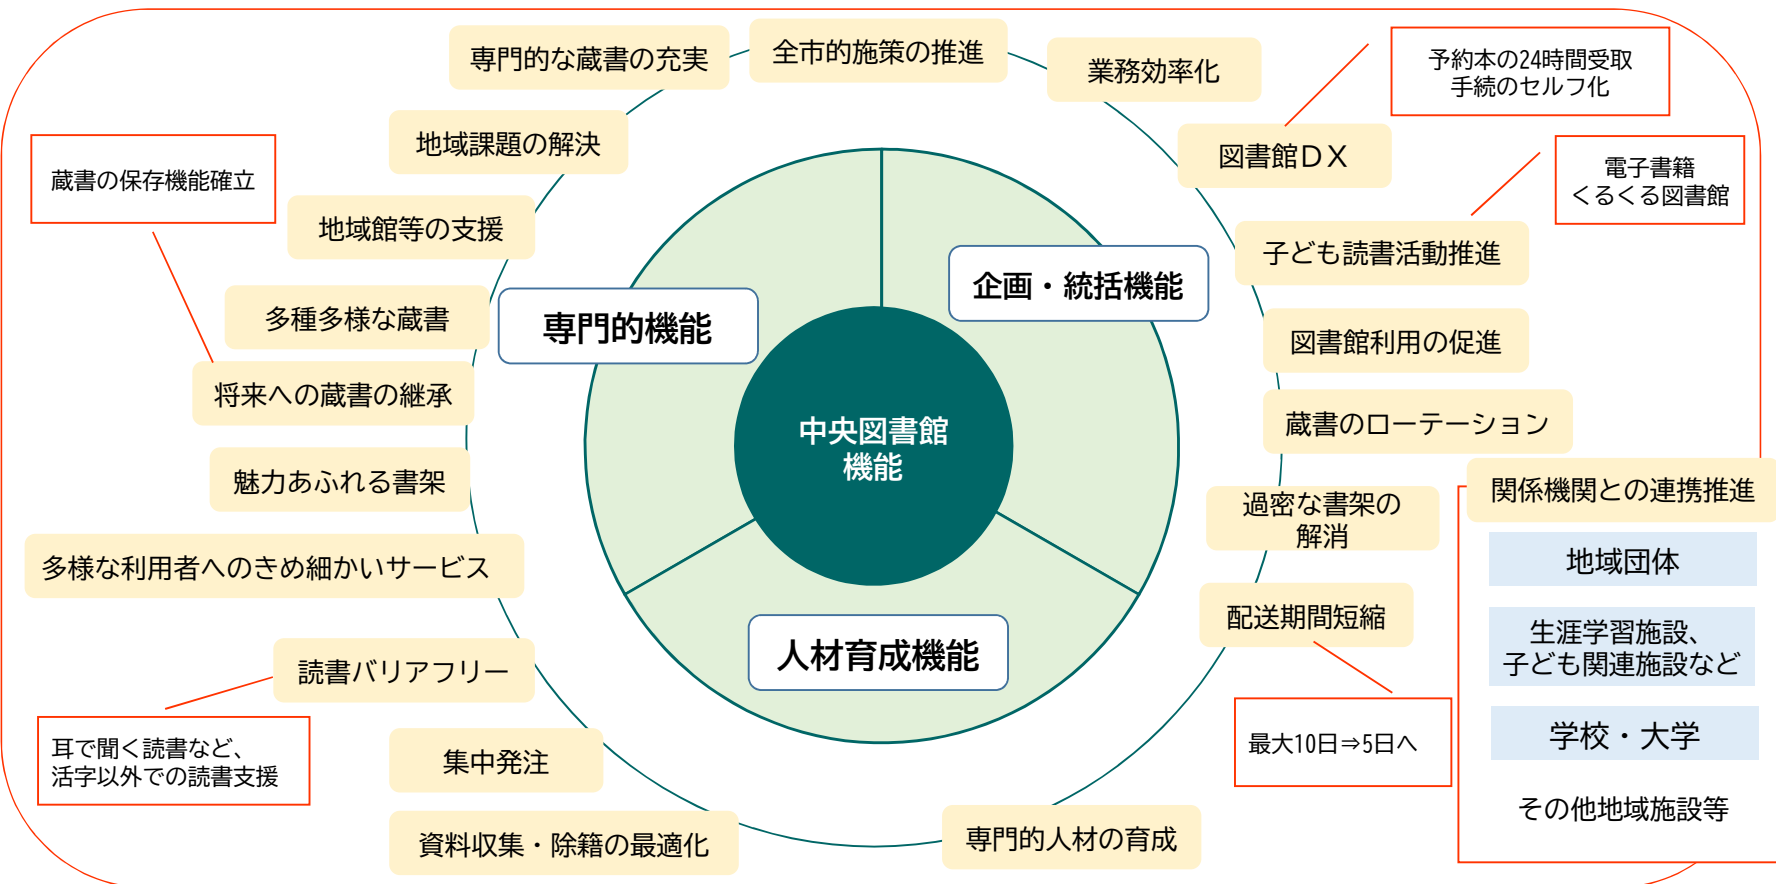 専門的な蔵書の充実
全市的施策の推進
業務効率化
予約本の24時間受取
手続のセルフ化
地域課題の解決
図書館ＤＸ
蔵書の保存機能確立
電子書籍
くるくる図書館
地域館等の支援
子ども読書活動推進
企画・統括機能
多種多様な蔵書
専門的機能
図書館利用の促進
将来への蔵書の継承
蔵書のローテーション
中央図書館
機能
魅力あふれる書架
関係機関との連携推進
過密な書架の
解消
地域団体
多様な利用者へのきめ細かいサービス
配送期間短縮
生涯学習施設、
子ども関連施設など
人材育成機能
読書バリアフリー
学校・大学
耳で聞く読書など、
活字以外での読書支援
最大10日⇒5日へ
集中発注
その他地域施設等
資料収集・除籍の最適化
専門的人材の育成